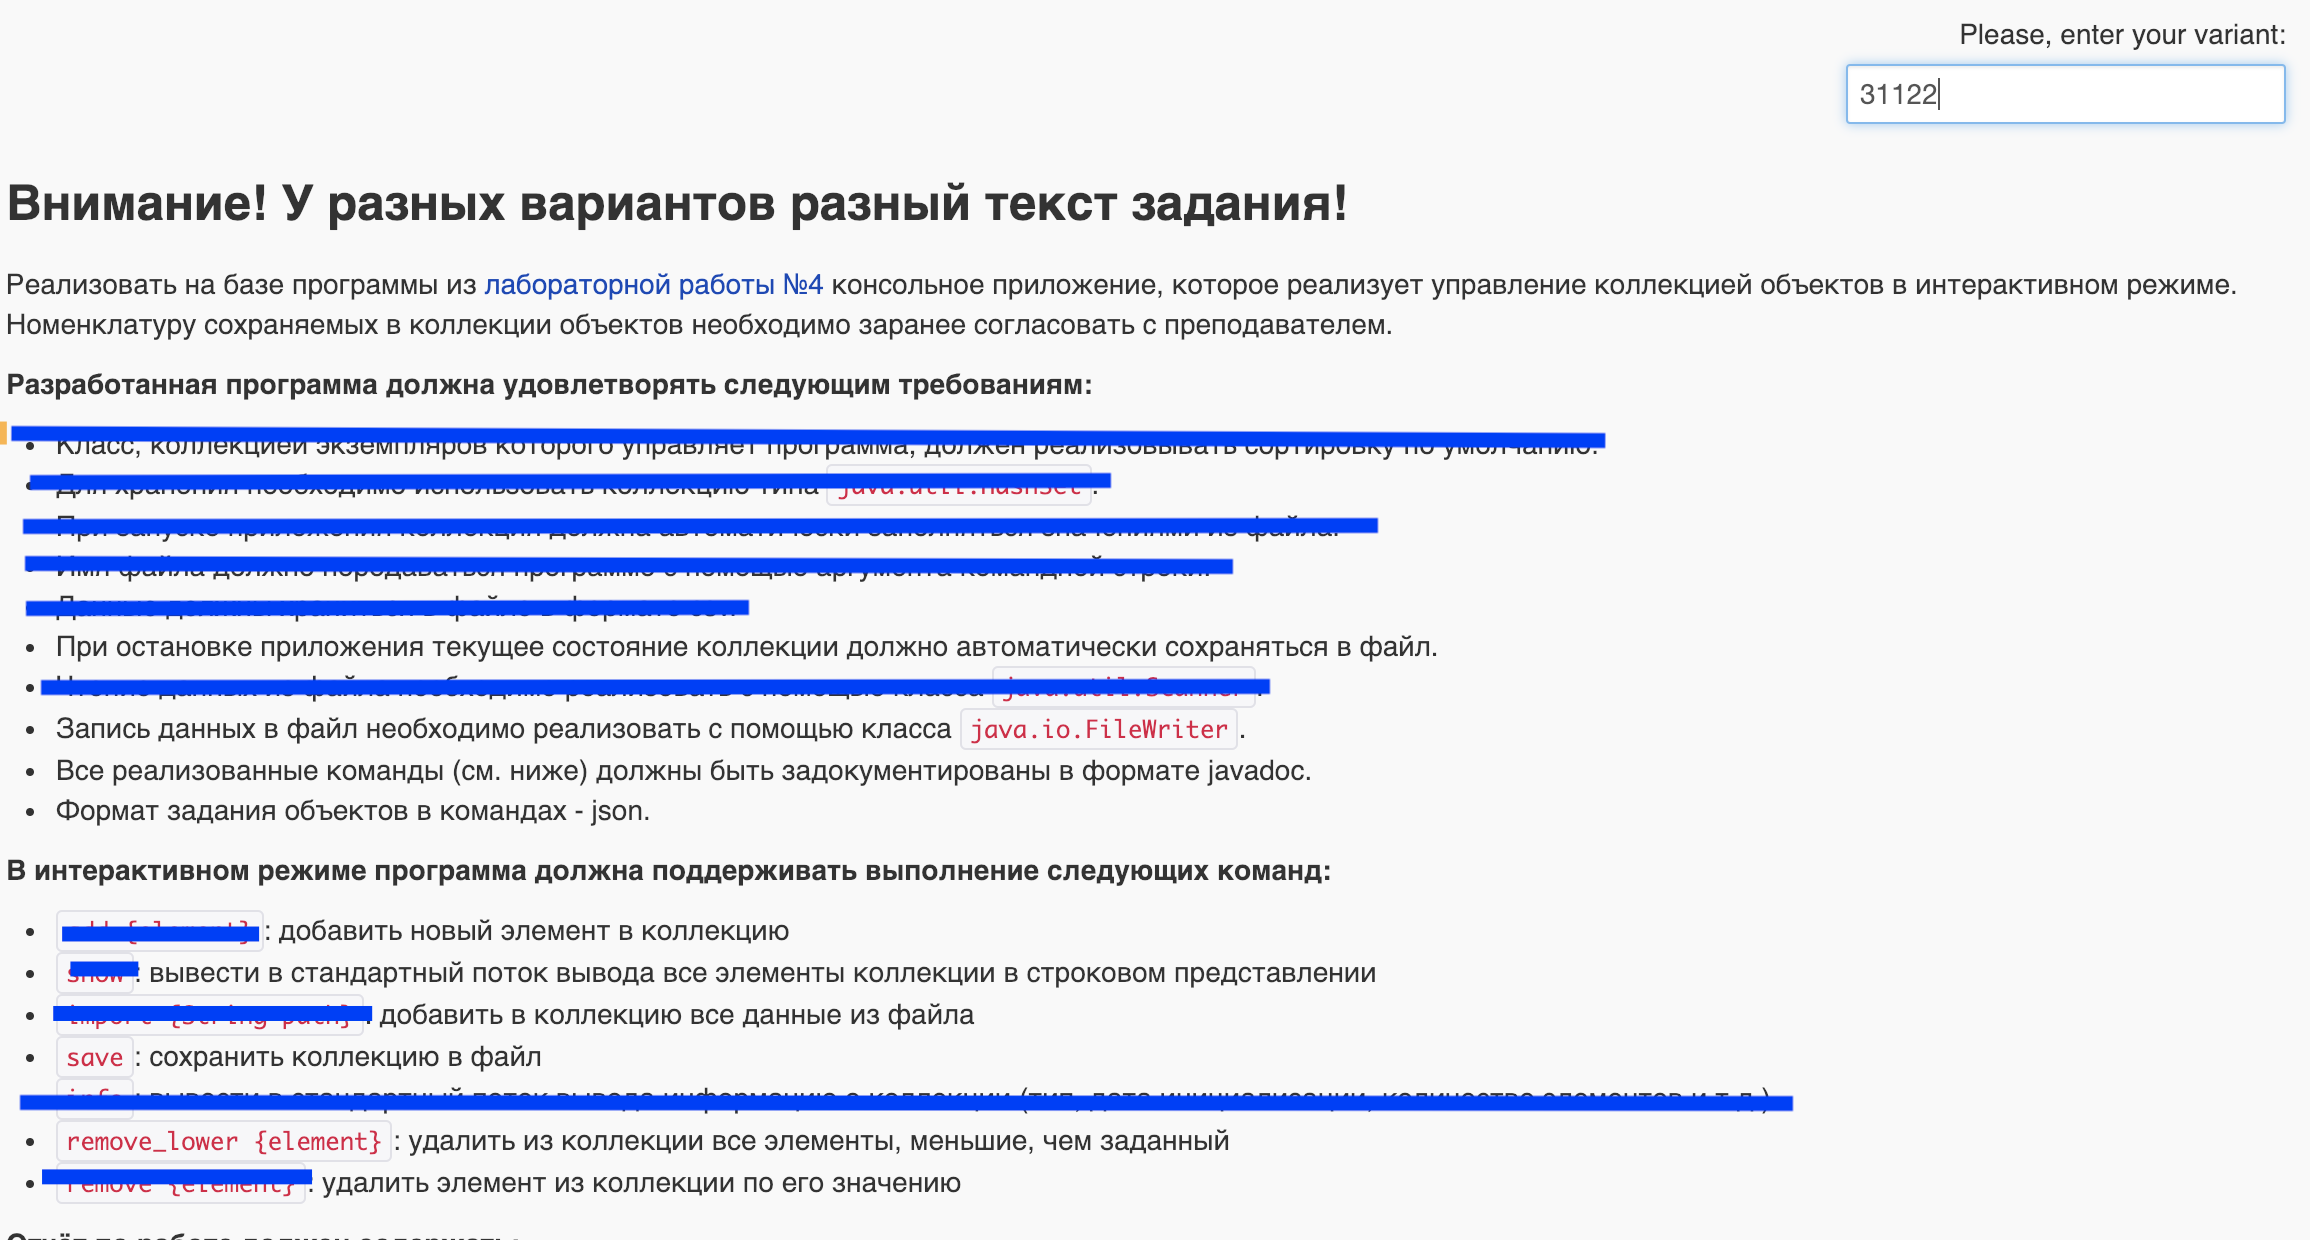 Please, enter your variant:
31122
Внимание! У разных вариантов разный текст задания!
Реализовать на базе программы из лабораторной работы №4 консольное приложение, которое реализует управление коллекцией объектов в интерактивном режиме.
Номенклатуру сохраняемых в коллекции объектов необходимо заранее согласовать с преподавателем.
Разработанная программа должна удовлетворять следующим требованиям:
Класс, коллекцией экземпляров которого управляет программа, должен реализовывать сортировку по умолчанию.
Для хранения необходимо использовать коллекцию типа java.util.HashSet.
При запуске приложения коллекция должна автоматически заполняться значениями из файла.
Имя файла должно передаваться программе с помощью аргумента командной строки.
Данные должны храниться в файле в формате
При остановке приложения текущее состояние коллекции должно автоматически сохраняться в файл.
Чтение данных из файла необходимо реализовать с помощью класса java.util.Scanner.
Запись данных в файл необходимо реализовать с помощью класса java.io.FileWriter.
Все реализованные команды (см. ниже) должны быть задокументированы в формате javadoc.
Формат задания объектов в командах - json.
В интерактивном режиме программа должна поддерживать выполнение следующих команд:
add {element}: добавить новый элемент в коллекцию
show: вывести в стандартный поток вывода все элементы коллекции в строковом представлении
import {String path}: добавить в коллекцию все данные из файла
save: сохранить коллекцию в файл
info: вывести в стандартный поток вывода информацию о коллекции (тип, дата инициализации, количество элементов и т.д.)
remove_lower {element}: удалить из коллекции все элементы, меньшие, чем заданный
remove {element}: удалить элемент из коллекции по его значению